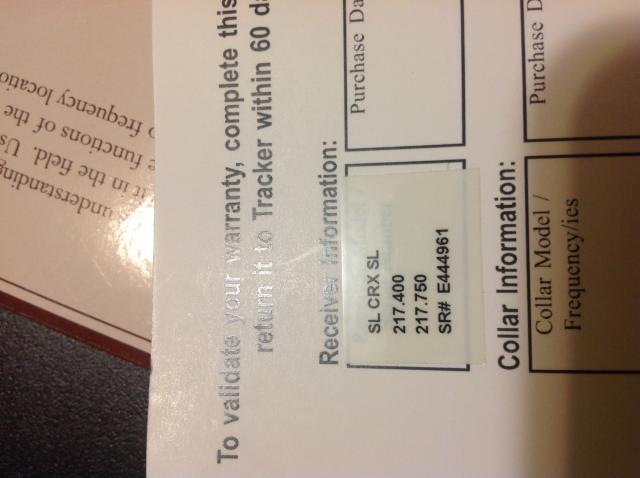 To validate your warranty, complete this
return it to Tracker within 60 da
Receiver Information:
SL CRX SL
217.400
217.750
SR# E444961
Purchase Da
Collar Information:
Collar Model /
Frequency/ies
Purchase D
understanding
it in the field. Us
functions of the
frequency locatio